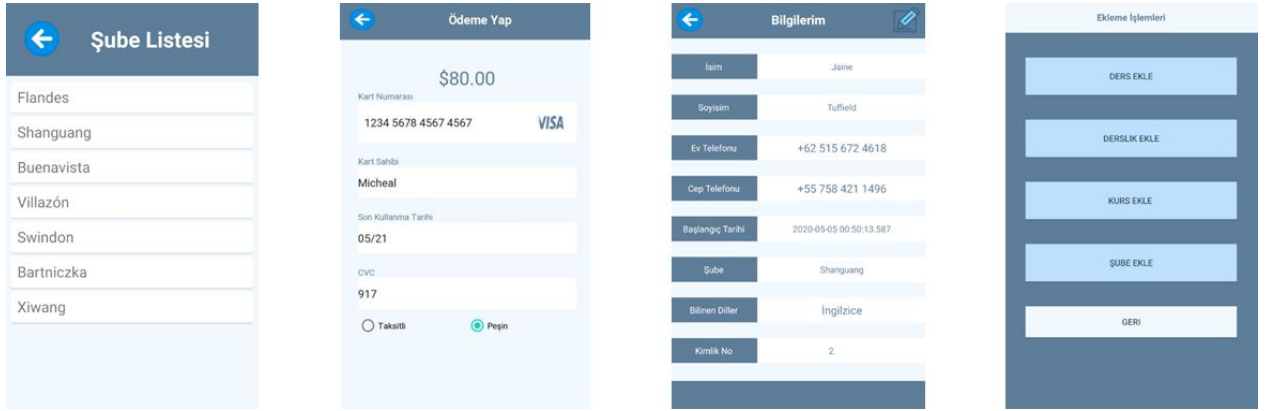 Şube Listesi
Flandes
Shanguang
Buenavista
Villazón
Swindon
Bartniczka
Xiwang
Ödeme Yap
$80.00
Kart Numarası
1234 5678 4567 4567 VISA
Kart Sahibi
Micheal
Son Kullanma Tarihi
05/21
CVC
917
Taksitli Peşin
Bilgilerim
İsim Jaine
Soyisim Tuffield
Ev Telefonu +62 515 672 4618
Cep Telefonu +55 758 421 1496
Başlangıç Tarihi 2020-05-05 00:50:13.587
Şube Shanguang
Bilinen Diller İngilzice
Kimlik No 2
Ekleme İşlemleri
DERS EKLE
DERSLIK EKLE
KURS EKLE
ŞUBE EKLE
GERI